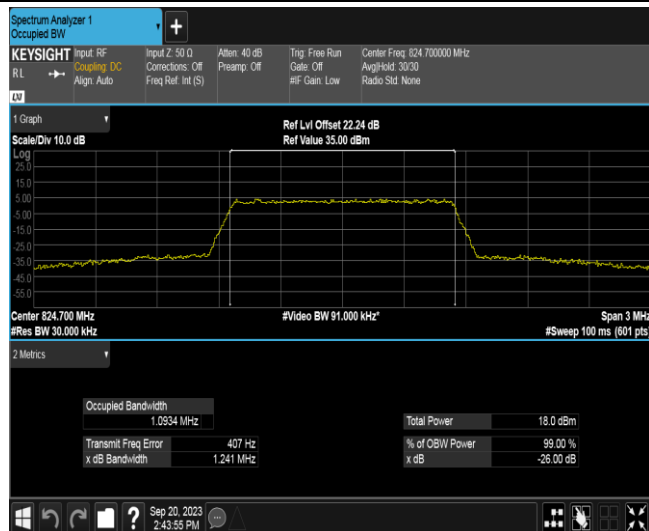 Spectrum Analyzer 1
Occupied BW
+
KEYSIGHT
RL
Input: RF
Coupling: DC
Align: Auto
Input Z: 50 Ω
Corrections: Off
Freq Ref: Int (S)
Atten: 40 dB
Preamp: Off
Trig: Free Run
Gate: Off
#IF Gain: Low
Center Freq: 824.700000 MHz
Avg|Hold: 30/30
Radio Std: None
LXI
1 Graph
Scale/Div 10.0 dB
Ref Lvl Offset 22.24 dB
Ref Value 35.00 dBm
Log
25.0
15.0
5.00
-5.00
-15.0
-25.0
-35.0
-45.0
-55.0
Center 824.700 MHz
#Video BW 91.000 kHz*
Span 3 MHz
#Res BW 30.000 kHz
#Sweep 100 ms (601 pts)
2 Metrics
Occupied Bandwidth
1.0934 MHz
Total Power 18.0 dBm
Transmit Freq Error 407 Hz
% of OBW Power 99.00 %
x dB Bandwidth 1.241 MHz
x dB -26.00 dB
?
Sep 20, 2023
2:43:55 PM